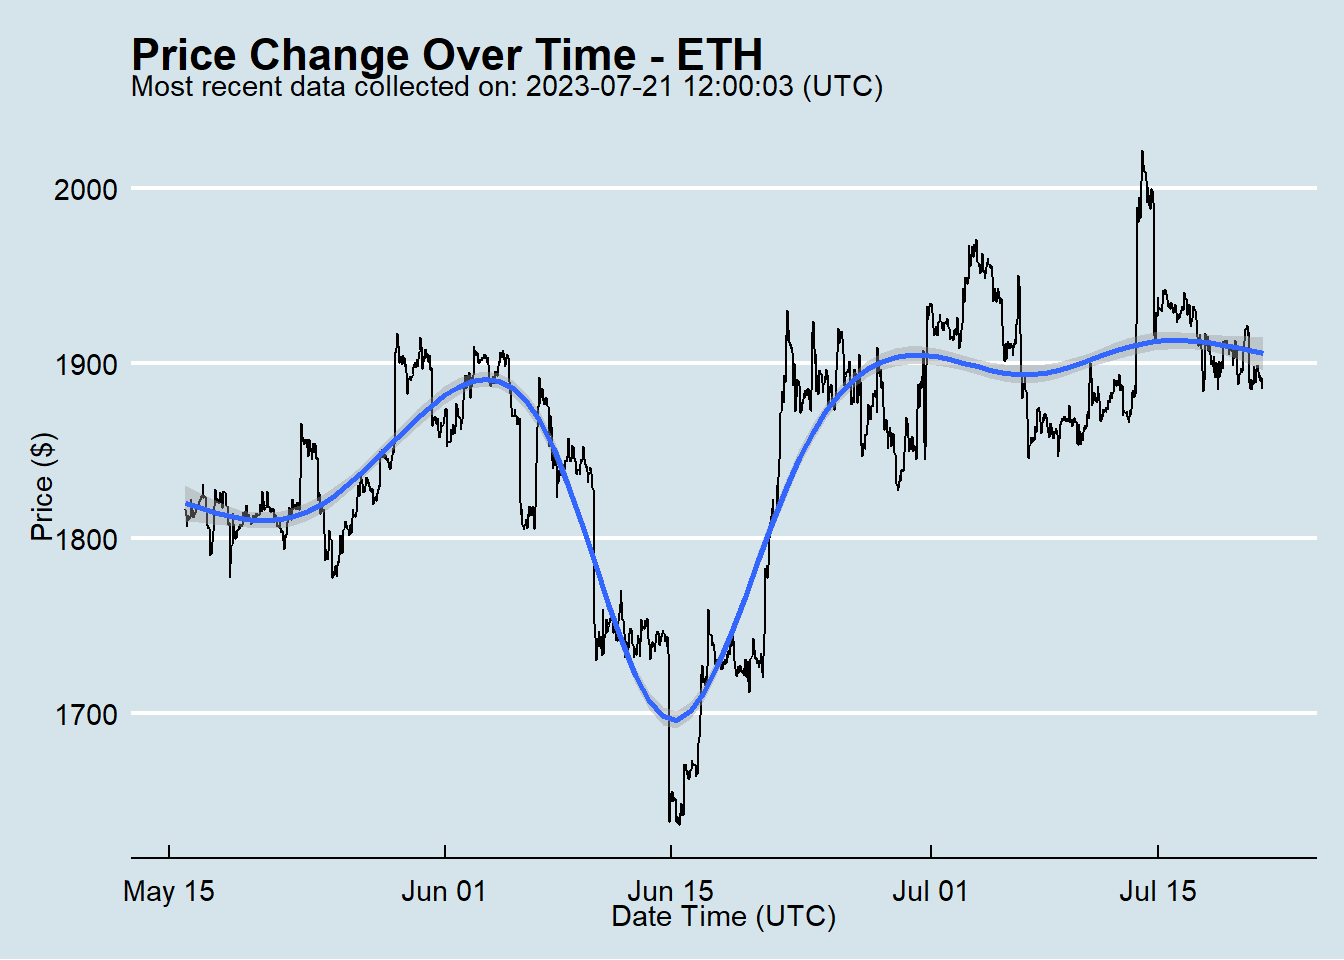 Price Change Over Time - ETH
Most recent data collected on: 2023-07-21 12:00:03 (UTC)
Price ($)
2000
1900
1800
1700
May 15 Jun 01 Jun 15 Jul 01 Jul 15
Date Time (UTC)